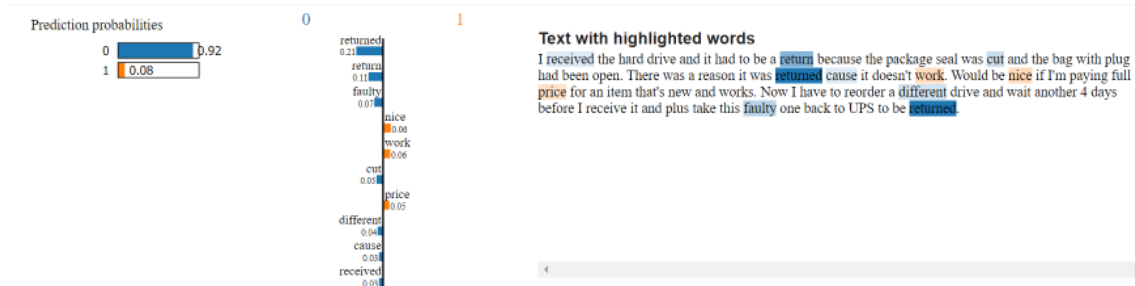 Prediction probabilities
0 0.92
1 0.08
0 1
returned
0.21
return
0.11
faulty
0.07
nice
0.06
work
0.06
cut
0.05
price
0.05
different
0.04
cause
0.03
received
0.03
Text with highlighted words
I received the hard drive and it had to be a return because the package seal was cut and the bag with plug
had been open. There was a reason it was returned cause it doesn't work. Would be nice if I'm paying full
price for an item that's new and works. Now I have to reorder a different drive and wait another 4 days
before I receive it and plus take this faulty one back to UPS to be returned.